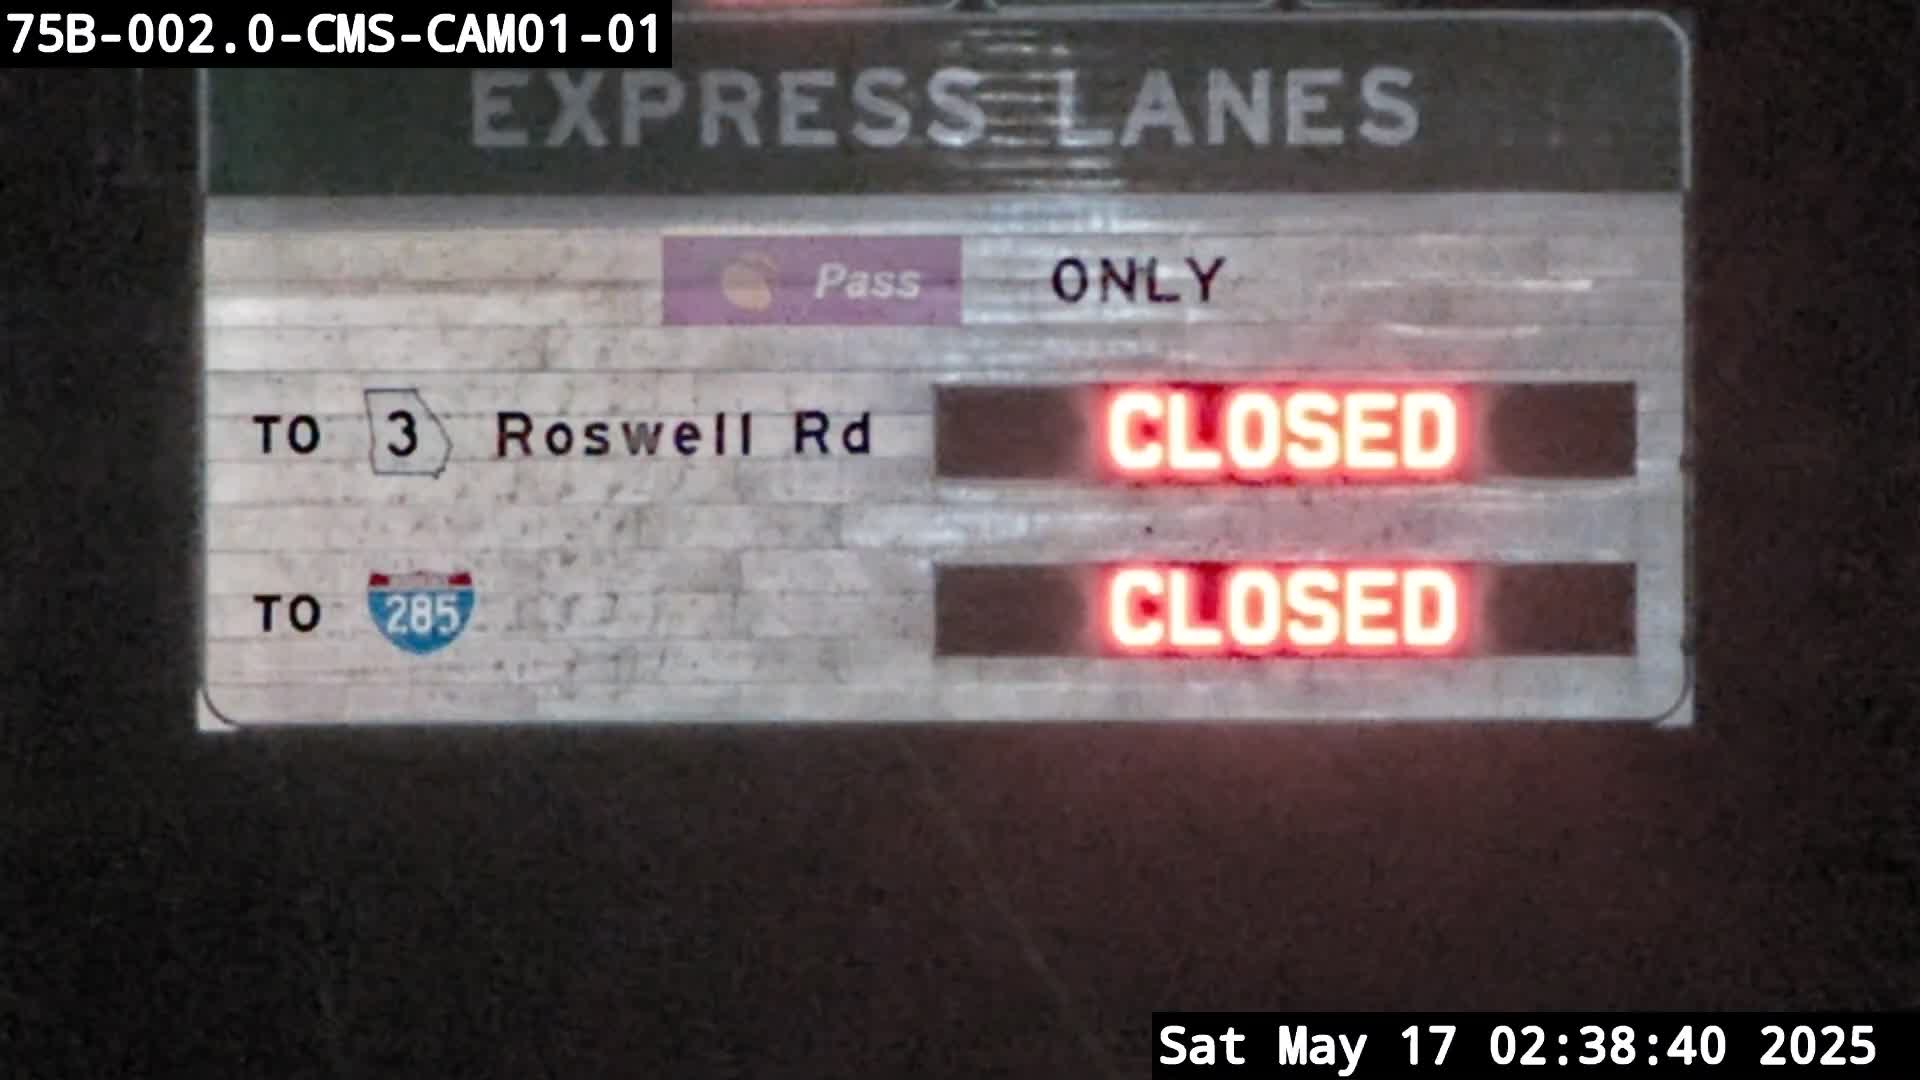 75B-002.0-CMS-CAM01-01
EXPRESS LANES
Pass ONLY
TO 3 Roswell Rd CLOSED
TO 285 CLOSED
Sat May 17 02:38:40 2025